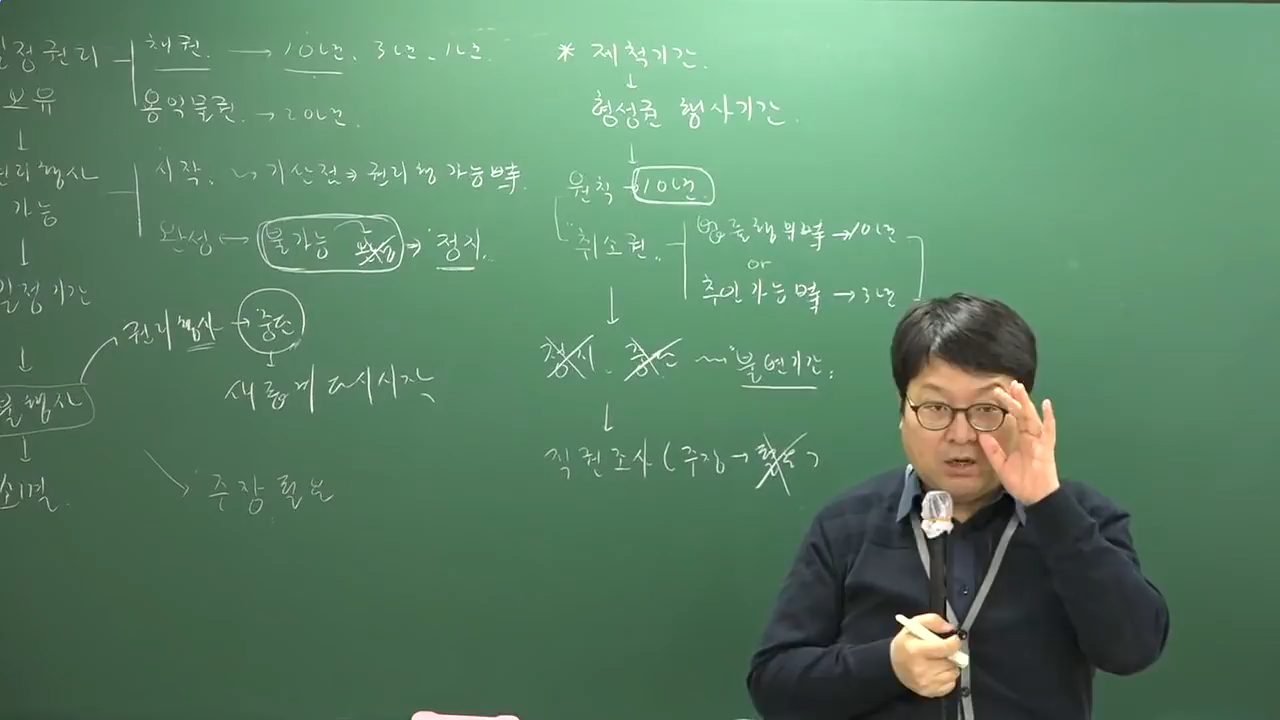 일정권리 채권. → 10년. 3년. 1년.
보유
용익물권. → 20년.
↓
권리행사 시작. 기산점 → 권리행 가능 때.
가능
완성 불가능 → 정지.
↓
일정기간
권리행사 → 중단
↓
↓
불행사
새롭게 다시시작
↓
소멸.
주장 필요
* 제척기간.
↓
형성권 행사기간.
↓
원칙 → 10년.
"취소권." 법률행위때 → 10년
or
추인가능때 → 3년
↓
정지. 중단 "불변기간.
↓
직권조사 (주장 → 필요)